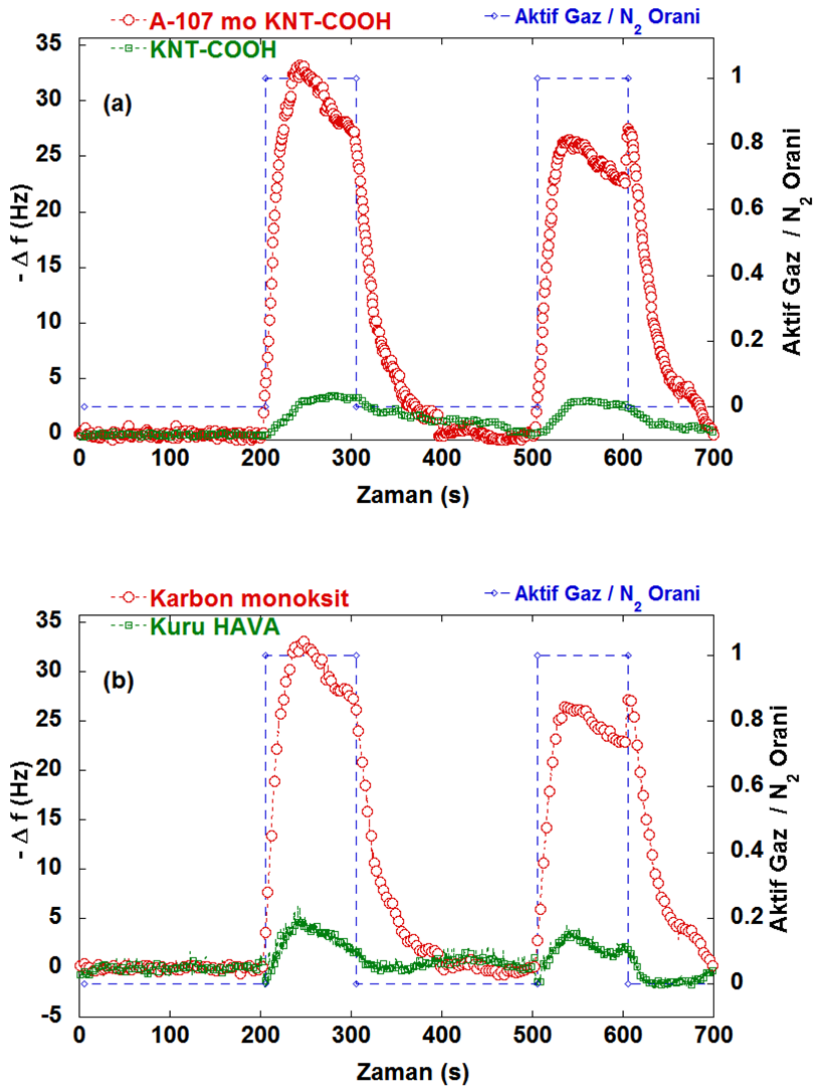 A-107 mo KNT-COOH
KNT-COOH
Aktif Gaz / N2 Orani
(a)
35
30
25
20
15
10
5
0
- Δ f (Hz)
1
0.8
0.6
0.4
0.2
0
Aktif Gaz / N2 Orani
0 100 200 300 400 500 600 700
Zaman (s)
Karbon monoksit
Kuru HAVA
Aktif Gaz / N2 Orani
(b)
35
30
25
20
15
10
5
0
-5
- Δ f (Hz)
1
0.8
0.6
0.4
0.2
0
Aktif Gaz / N2 Orani
0 100 200 300 400 500 600 700
Zaman (s)